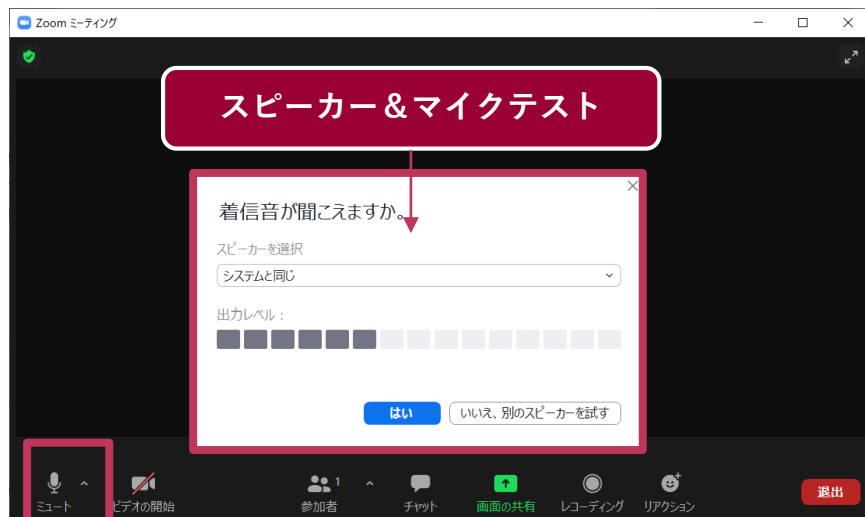 Zoom ミーティング
スピーカー＆マイクテスト
着信音が聞こえますか。
スピーカーを選択
システムと同じ
出力レベル：
はい
いいえ、別のスピーカーを試す
1
ミュート
ビデオの開始
参加者
チャット
画面の共有
レコーディング
リアクション
退出